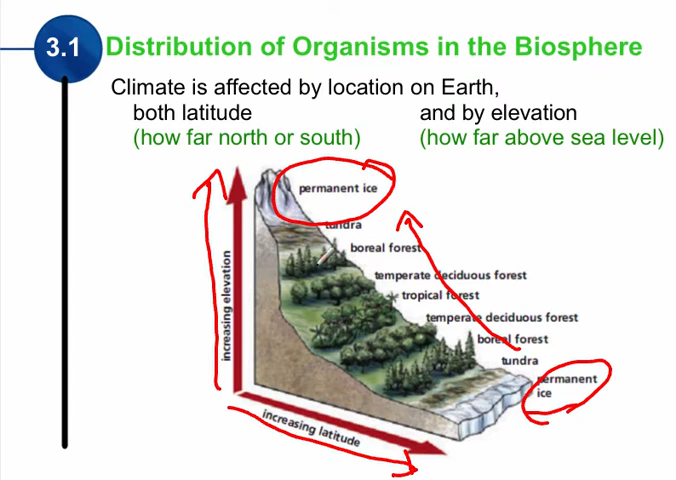 3.1
Distribution of Organisms in the Biosphere
Climate is affected by location on Earth,
both latitude
and by elevation
(how far north or south)
(how far above sea level)
permanent ice
tundra
boreal forest
temperate deciduous forest
tropical forest
temperate deciduous forest
boreal forest
tundra
permanent
ice
increasing elevation
increasing latitude